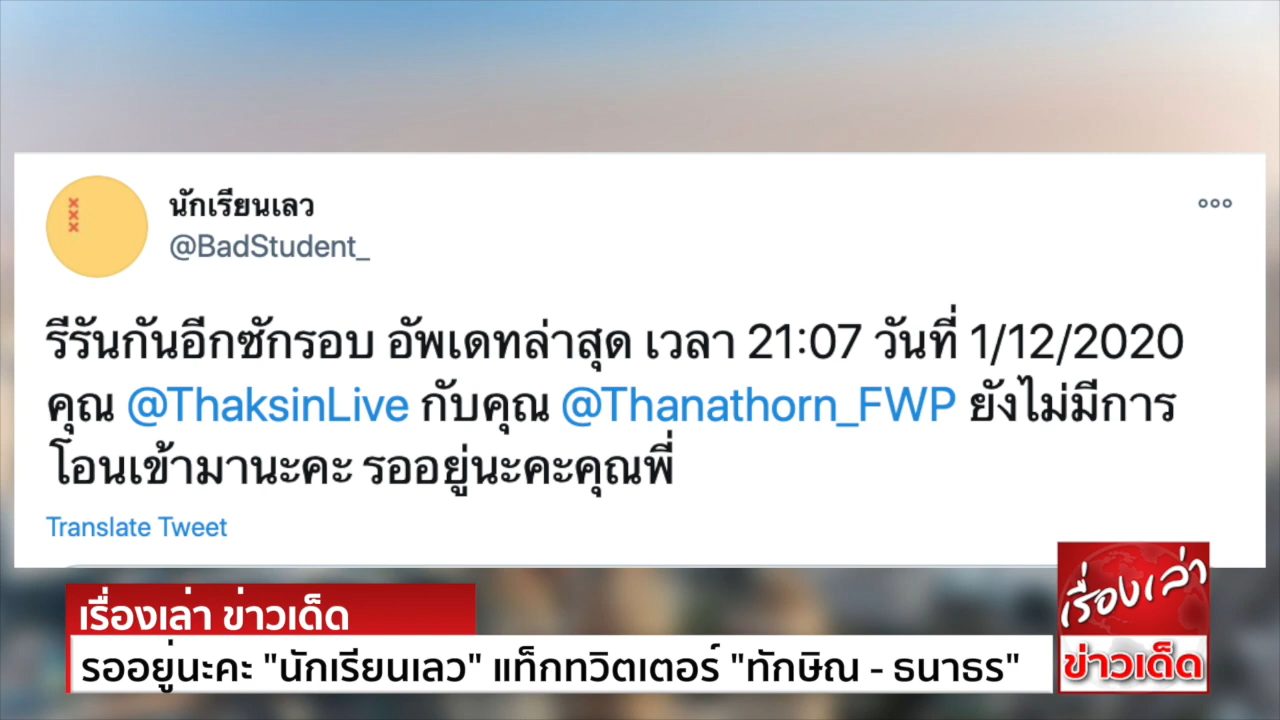 นักเรียนเลว
@BadStudent_
รีรันกันอีกซักรอบ อัพเดทล่าสุด เวลา 21:07 วันที่ 1/12/2020
คุณ @ThaksinLive กับคุณ @Thanathorn_FWP ยังไม่มีการ
โอนเข้ามานะคะ รออยู่นะคะคุณพี่
Translate Tweet
เรื่องเล่า ข่าวเด็ด
รออยู่นะคะ "นักเรียนเลว" แท็กทวิตเตอร์ "ทักษิณ - ธนาธร"
เรื่องเล่า
ข่าวเด็ด